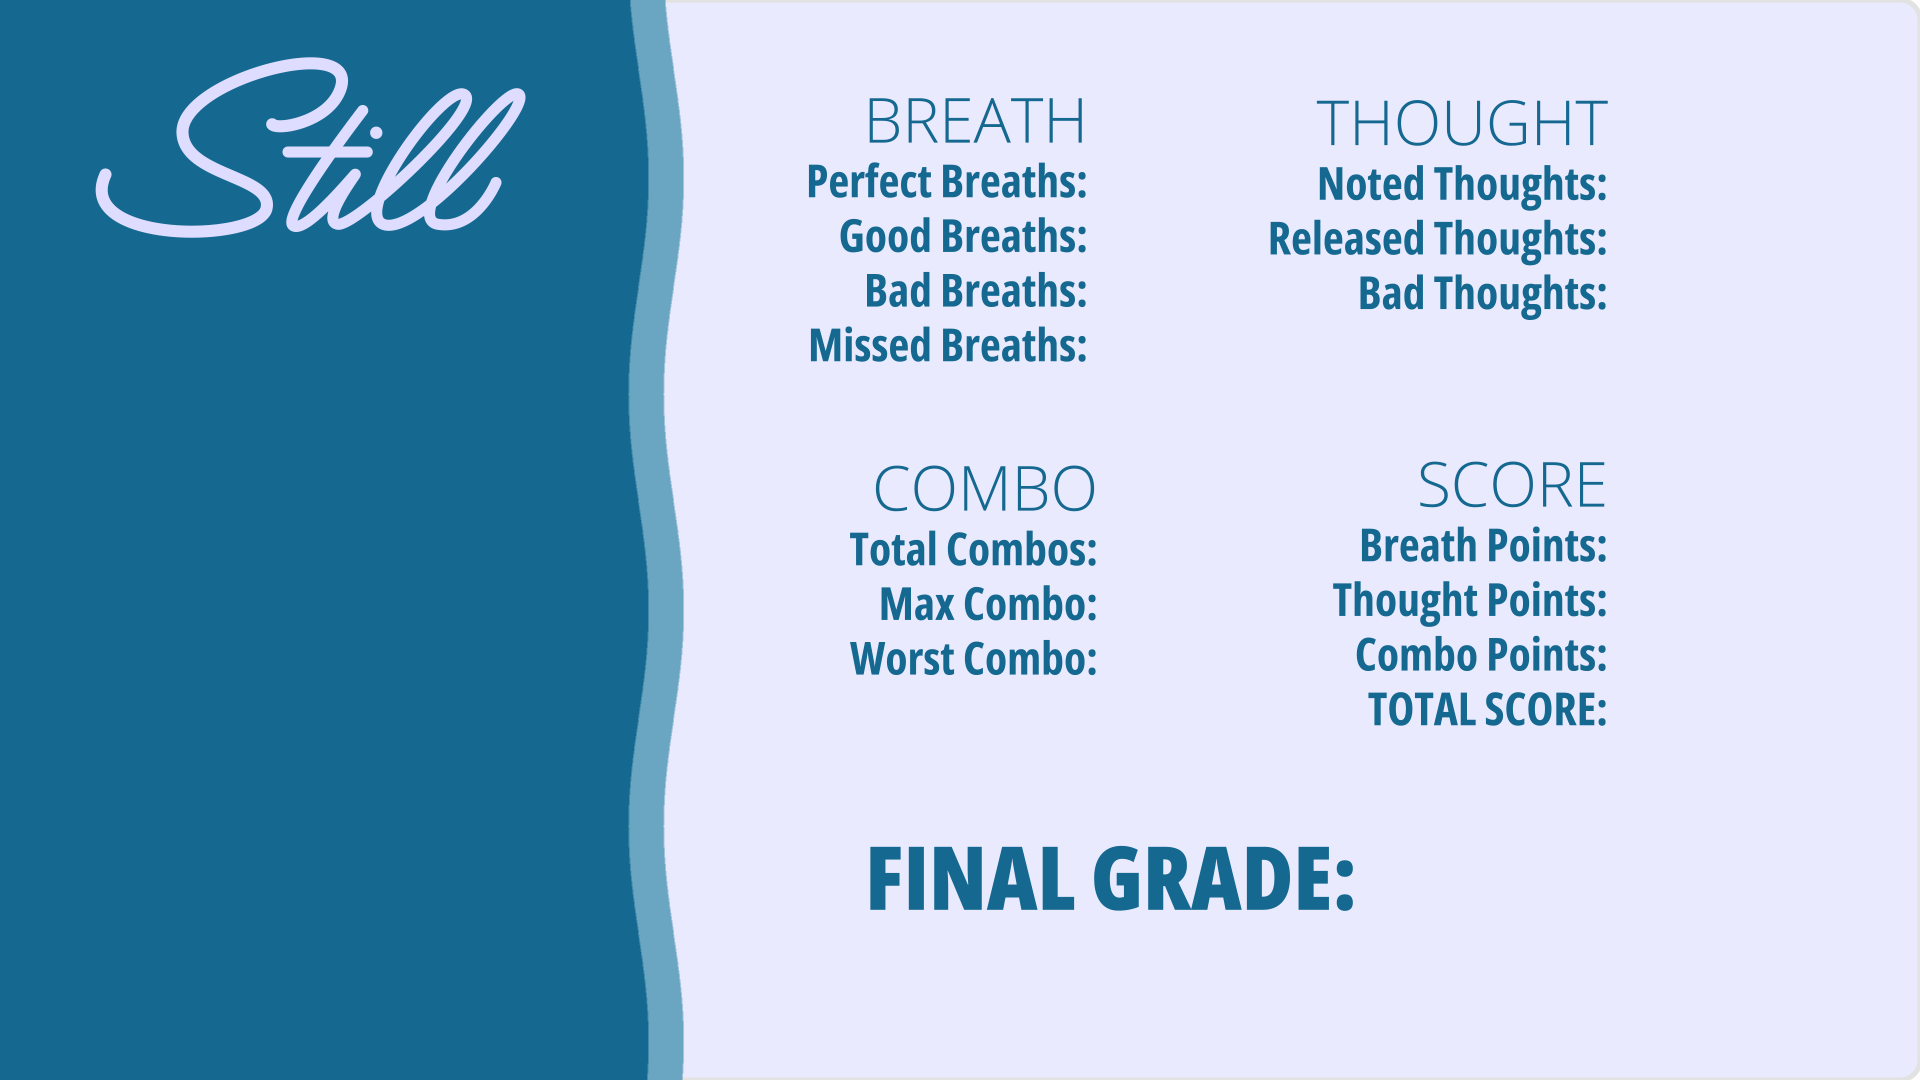 Still
BREATH
Perfect Breaths:
Good Breaths:
Bad Breaths:
Missed Breaths:
THOUGHT
Noted Thoughts:
Released Thoughts:
Bad Thoughts:
COMBO
Total Combos:
Max Combo:
Worst Combo:
SCORE
Breath Points:
Thought Points:
Combo Points:
TOTAL SCORE:
FINAL GRADE: